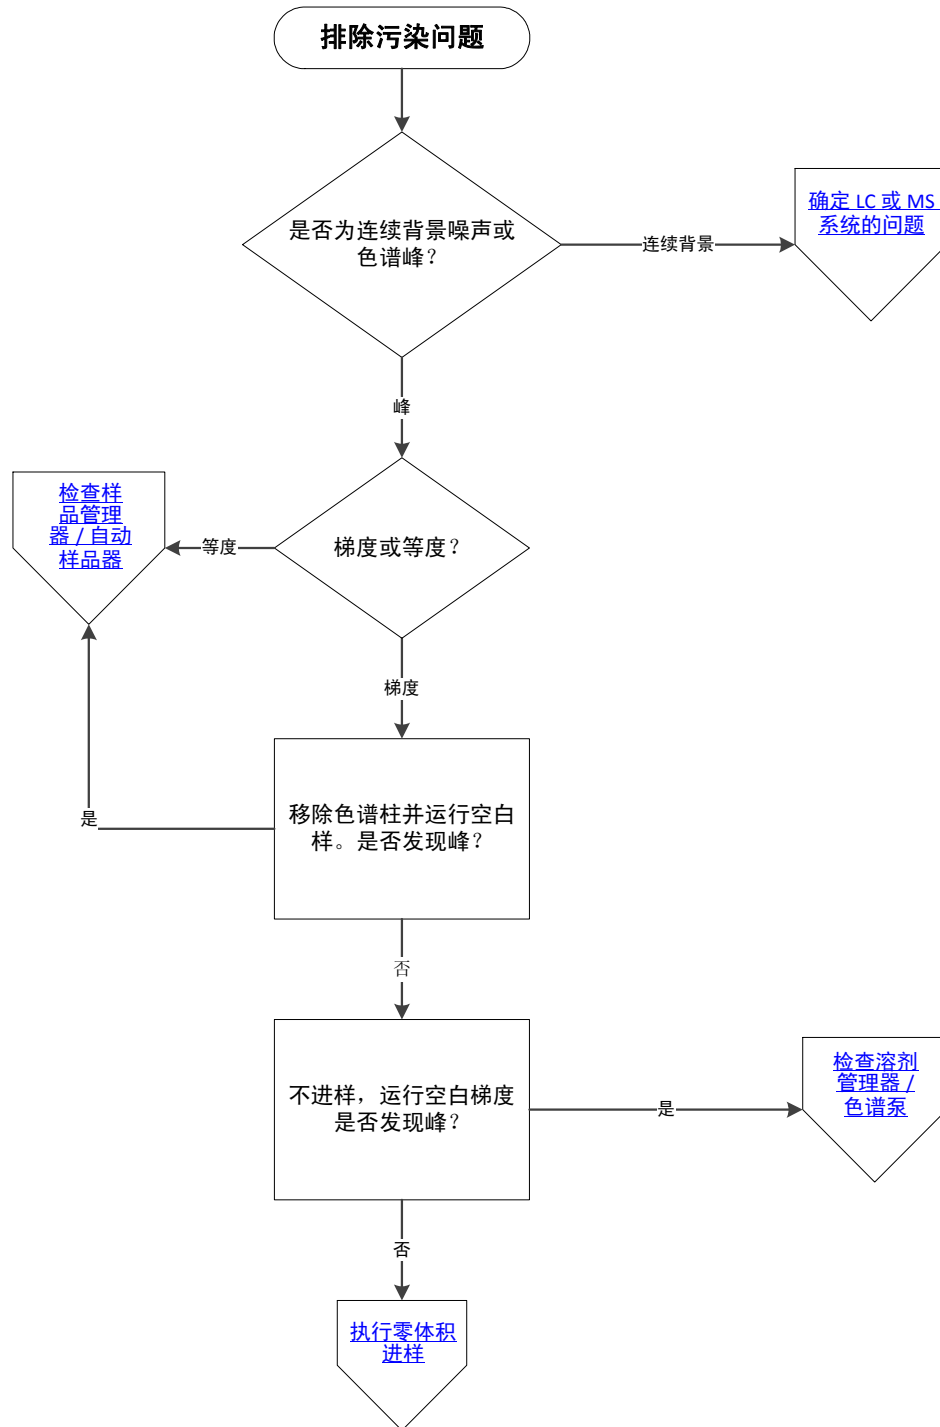 排除污染问题
是否为连续背景噪声或
色谱峰？
连续背景
确定 LC 或 MS
系统的问题
峰
检查样
品管理
器 / 自动
样品器
等度
梯度或等度？
梯度
移除色谱柱并运行空白
样。是否发现峰？
是
否
不进样，运行空白梯度
是否发现峰？
是
检查溶剂
管理器 /
色谱泵
否
执行零体积
进样